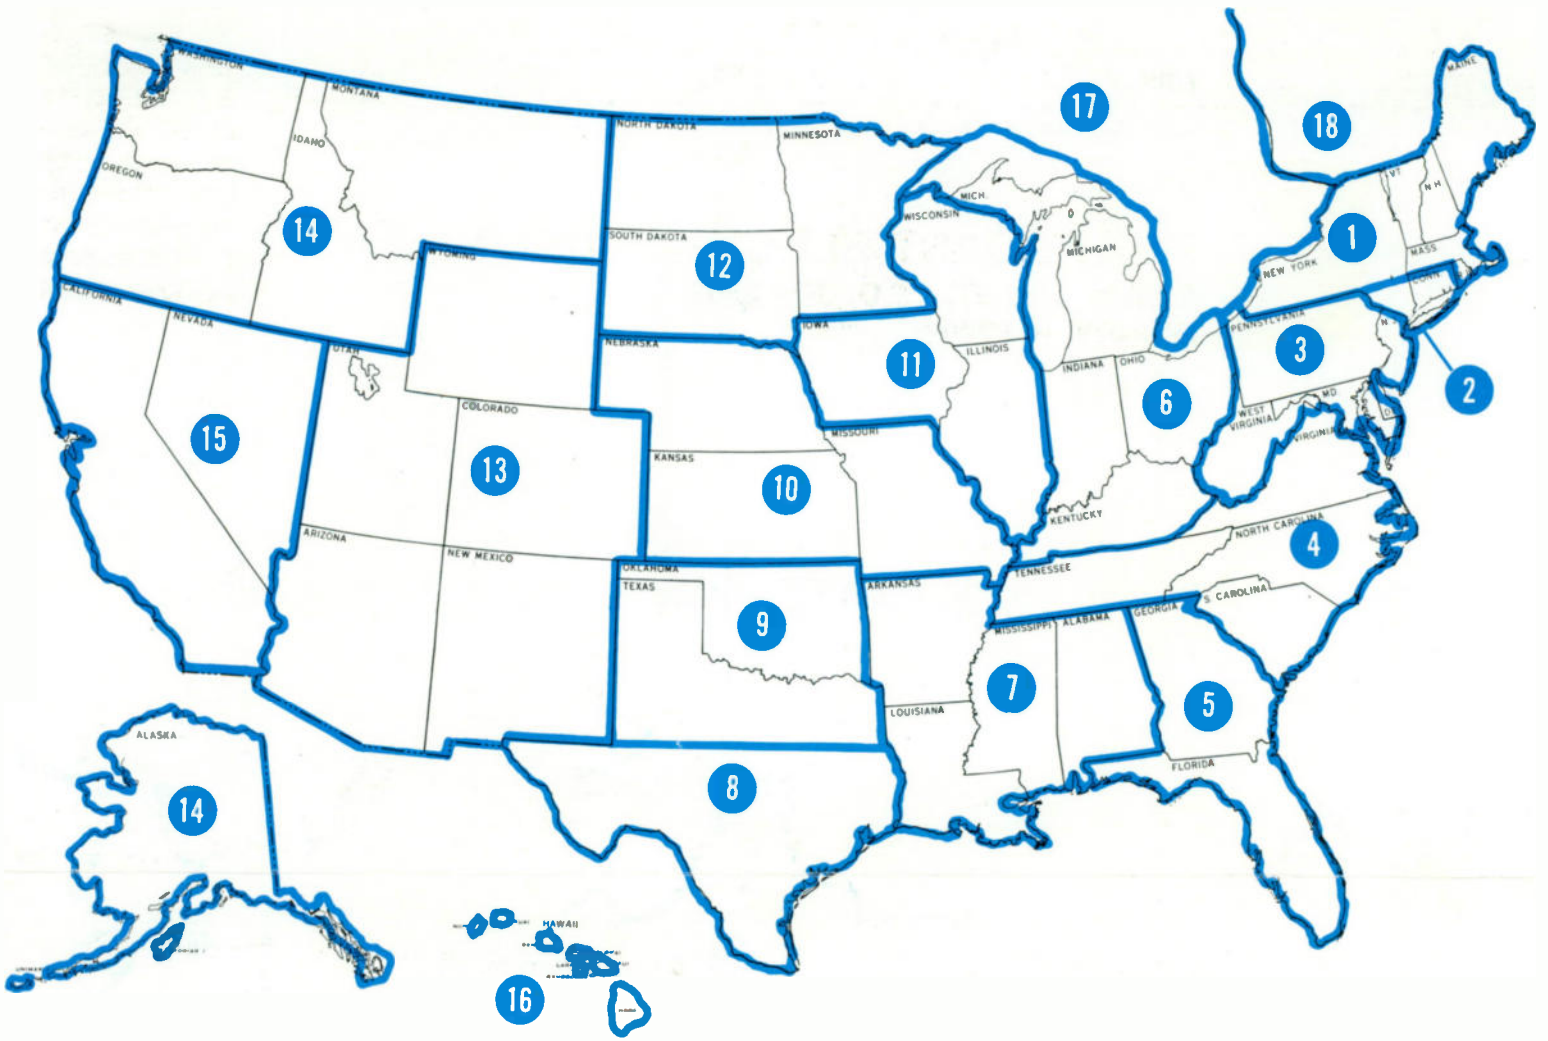 WASHINGTON
MONTANA
IDAHO
OREGON
14
NORTH DAKOTA
MINNESOTA
SOUTH DAKOTA
12
WYOMING
17
18
MAINE
VT
N H
1
MASS
CONN
NEW YORK
MICH.
WISCONSIN
MICHIGAN
CALIFORNIA
NEVADA
UTAH
15
NEBRASKA
IOWA
11
ILLINOIS
INDIANA
OHIO
6
PENNSYLVANIA
3
N.
2
MD.
WEST
VIRGINIA
VIRGINIA
COLORADO
13
KANSAS
10
MISSOURI
KENTUCKY
ARIZONA
NEW MEXICO
OKLAHOMA
TEXAS
9
ARKANSAS
TENNESSEE
NORTH CAROLINA
4
S. CAROLINA
MISSISSIPPI
ALABAMA
GEORGIA
7
5
LOUISIANA
FLORIDA
8
ALASKA
14
HAWAII
16